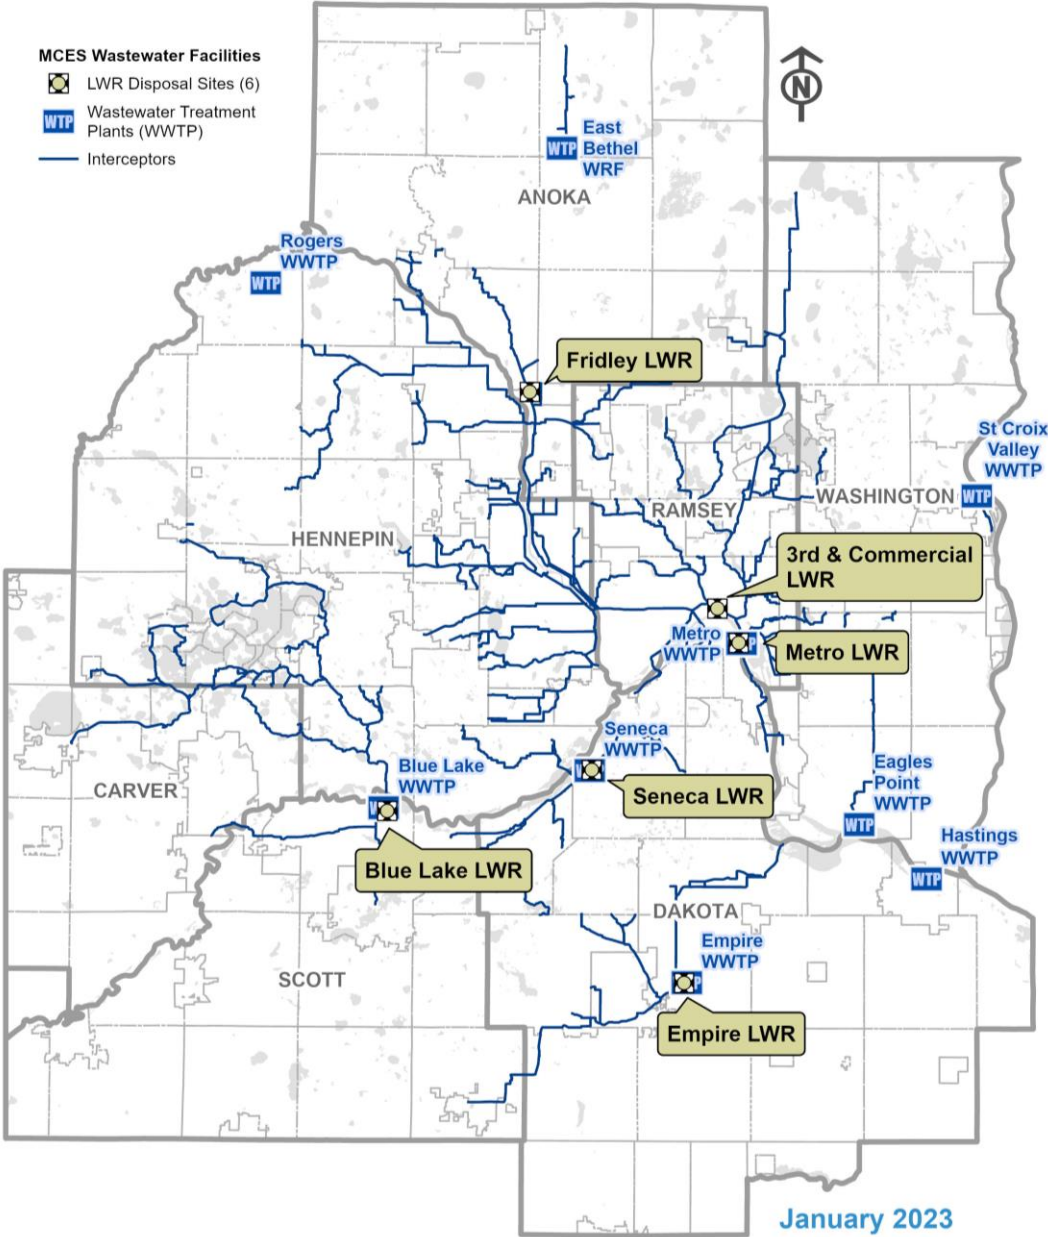 MCES Wastewater Facilities
LWR Disposal Sites (6)
WTP
Wastewater Treatment
Plants (WWTP)
Interceptors
N
East
Bethel
WRF
WTP
ANOKA
Rogers
WWTP
WTP
Fridley LWR
St Croix
Valley
WWTP
WTP
WASHINGTON
RAMSEY
HENNEPIN
3rd & Commercial
LWR
Metro
WWTP
Metro LWR
Seneca
WWTP
Seneca LWR
Blue Lake
WWTP
Blue Lake LWR
CARVER
Eagles
Point
WWTP
WTP
Hastings
WWTP
WTP
DAKOTA
Empire
WWTP
Empire LWR
SCOTT
January 2023